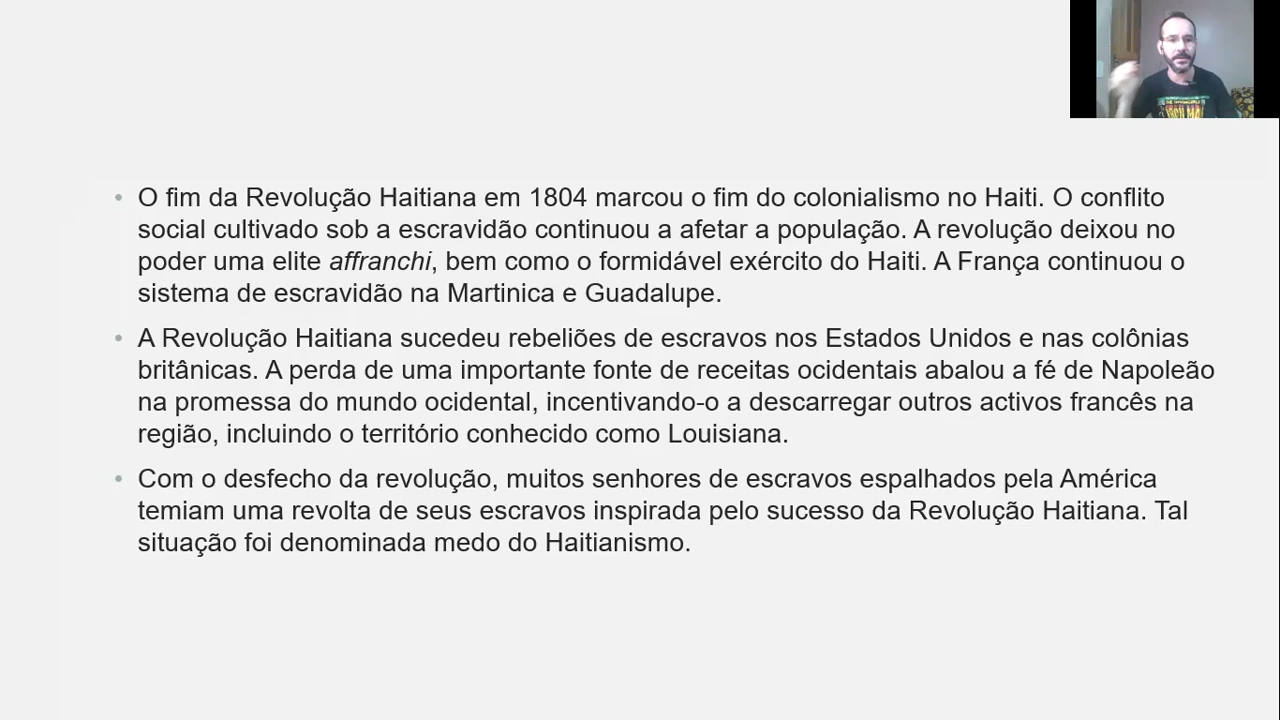 • O fim da Revolução Haitiana em 1804 marcou o fim do colonialismo no Haiti. O conflito
social cultivado sob a escravidão continuou a afetar a população. A revolução deixou no
poder uma elite affranchi, bem como o formidável exército do Haiti. A França continuou o
sistema de escravidão na Martinica e Guadalupe.
• A Revolução Haitiana sucedeu rebeliões de escravos nos Estados Unidos e nas colônias
britânicas. A perda de uma importante fonte de receitas ocidentais abalou a fé de Napoleão
na promessa do mundo ocidental, incentivando-o a descarregar outros activos francês na
região, incluindo o território conhecido como Louisiana.
• Com o desfecho da revolução, muitos senhores de escravos espalhados pela América
temiam uma revolta de seus escravos inspirada pelo sucesso da Revolução Haitiana. Tal
situação foi denominada medo do Haitianismo.